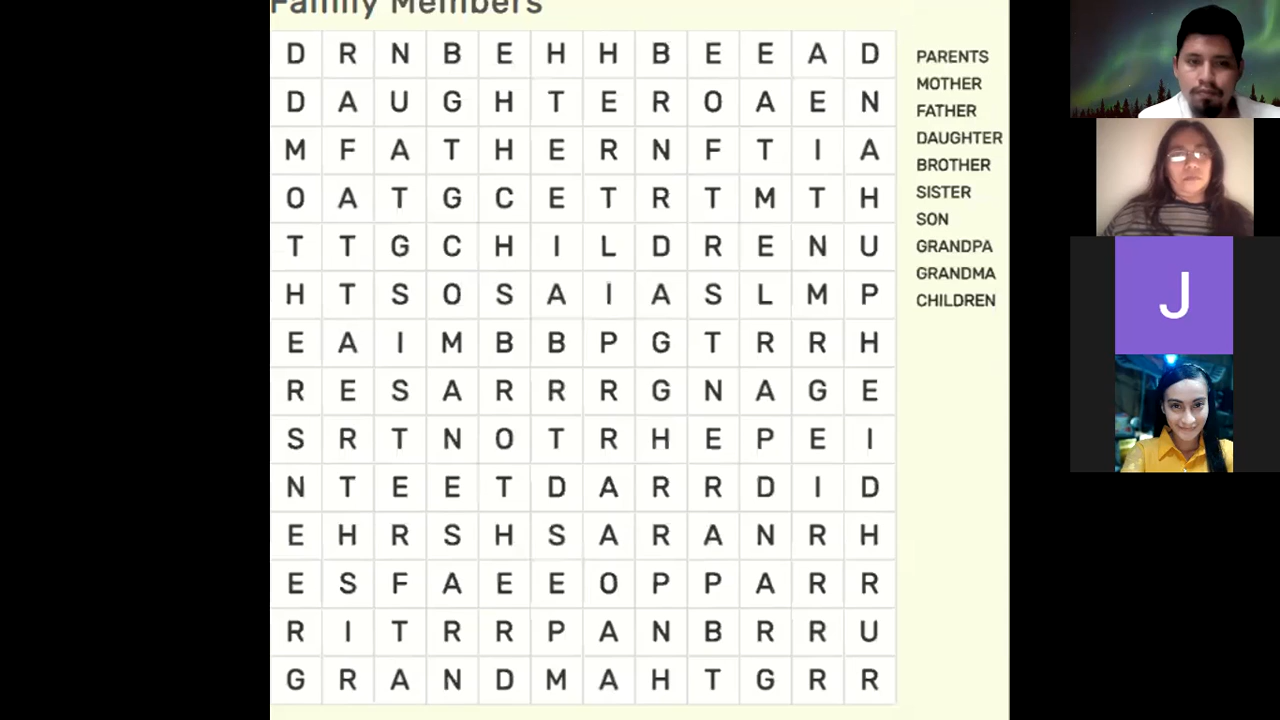 Family Members
D R N B E H H B E E A D
D A U G H T E R O A E N
M F A T H E R N F T I A
O A T G C E T R T M T H
T T G C H I L D R E N U
H T S O S A I A S L M P
E A I M B B P G T R R H
R E S A R R R G N A G E
S R T N O T R H E P E I
N T E E T D A R R D I D
E H R S H S A R A N R H
E S F A E E O P P A R R
R I T R R P A N B R R U
G R A N D M A H T G R R
PARENTS
MOTHER
FATHER
DAUGHTER
BROTHER
SISTER
SON
GRANDPA
GRANDMA
CHILDREN
J